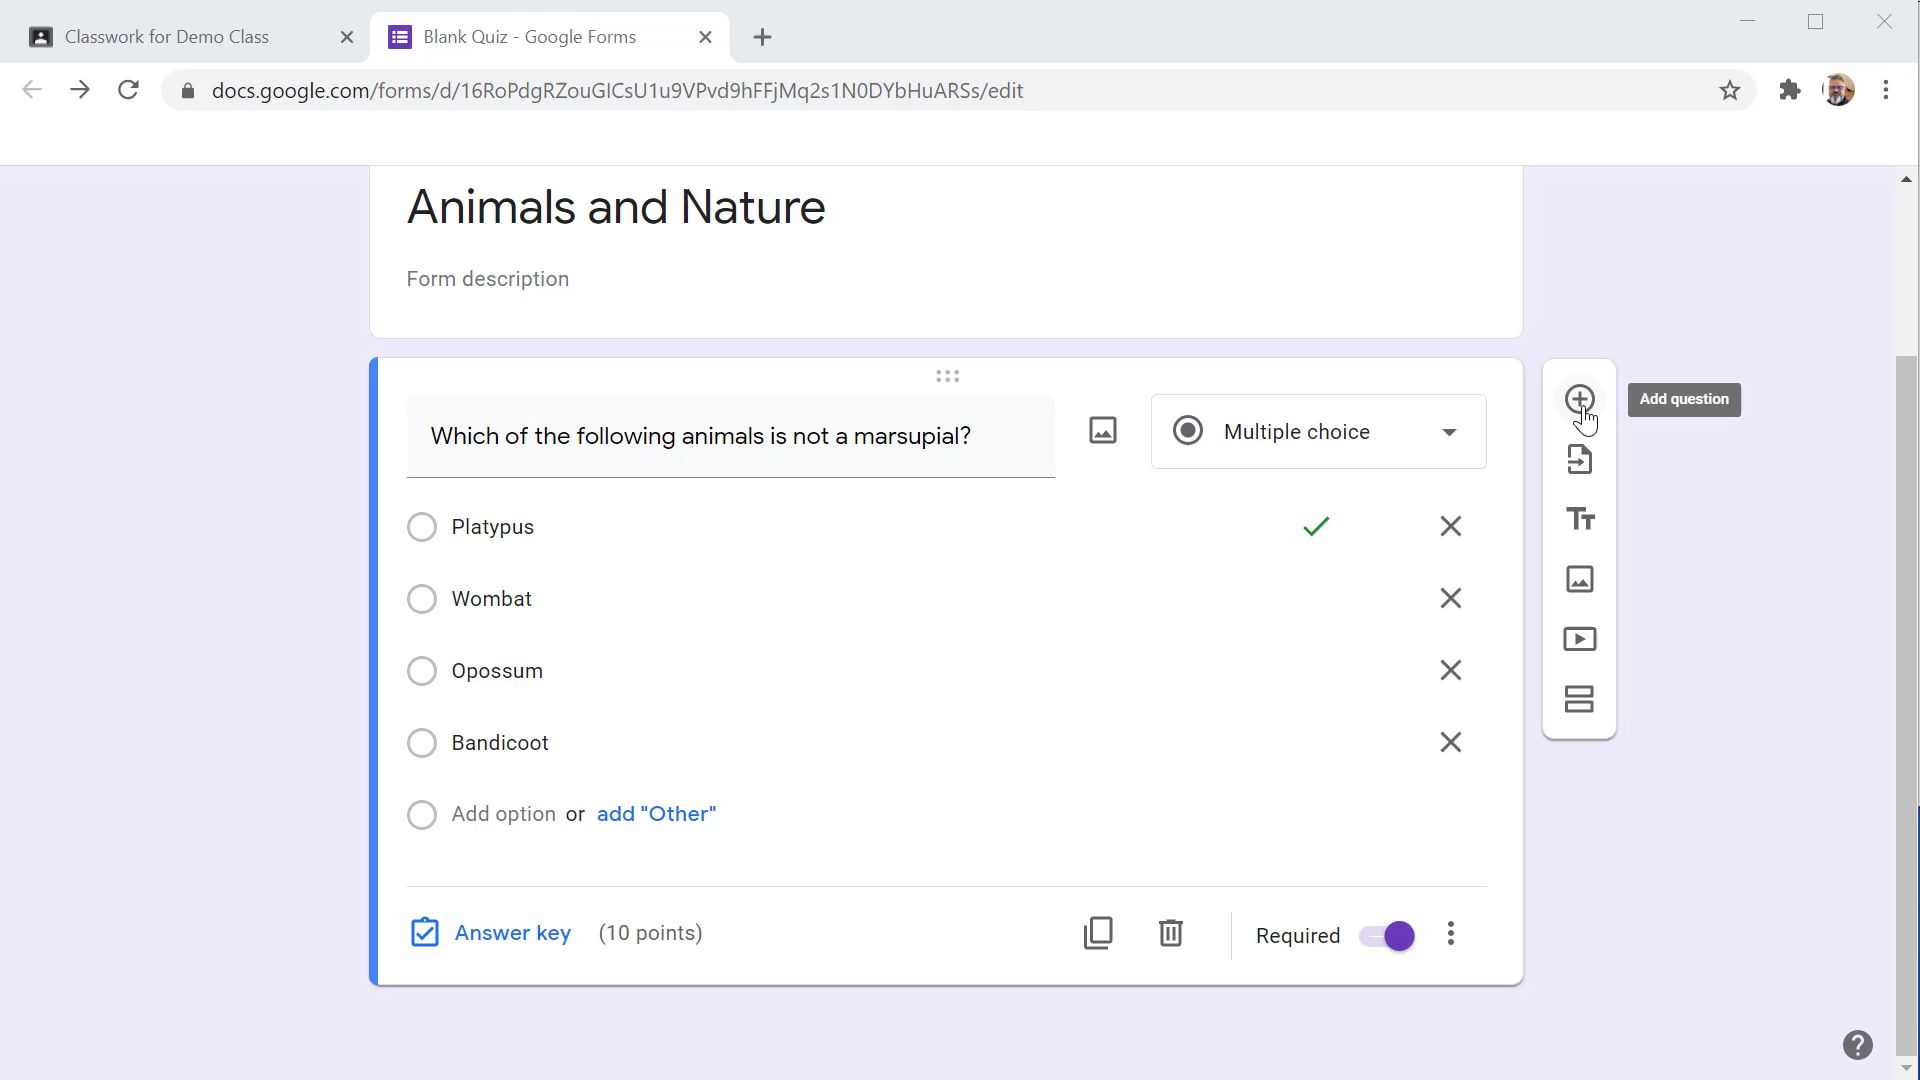 Classwork for Demo Class
Blank Quiz - Google Forms
docs.google.com/forms/d/16RoPdgRZouGICsU1u9VPvd9hFFjMq2s1N0DYbHuARSs/edit
Animals and Nature
Form description
Which of the following animals is not a marsupial?
Multiple choice
Add question
Platypus
Wombat
Opossum
Bandicoot
Add option or add "Other"
Answer key (10 points)
Required